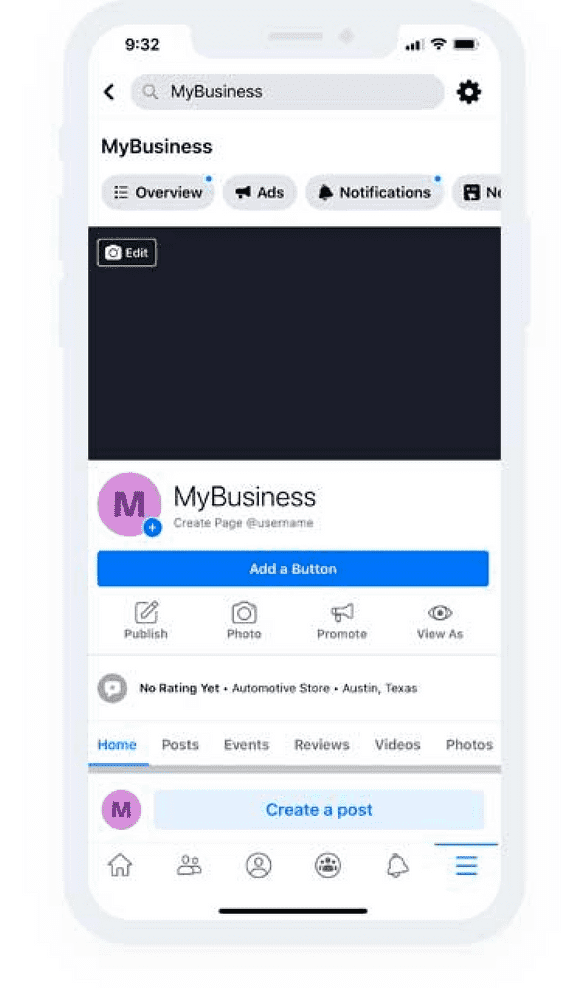 9:32
MyBusiness
MyBusiness
Overview Ads Notifications
Edit
M MyBusiness
Create Page @username
Add a Button
Publish Photo Promote View As
No Rating Yet • Automotive Store • Austin, Texas
Home Posts Events Reviews Videos Photos
M Create a post